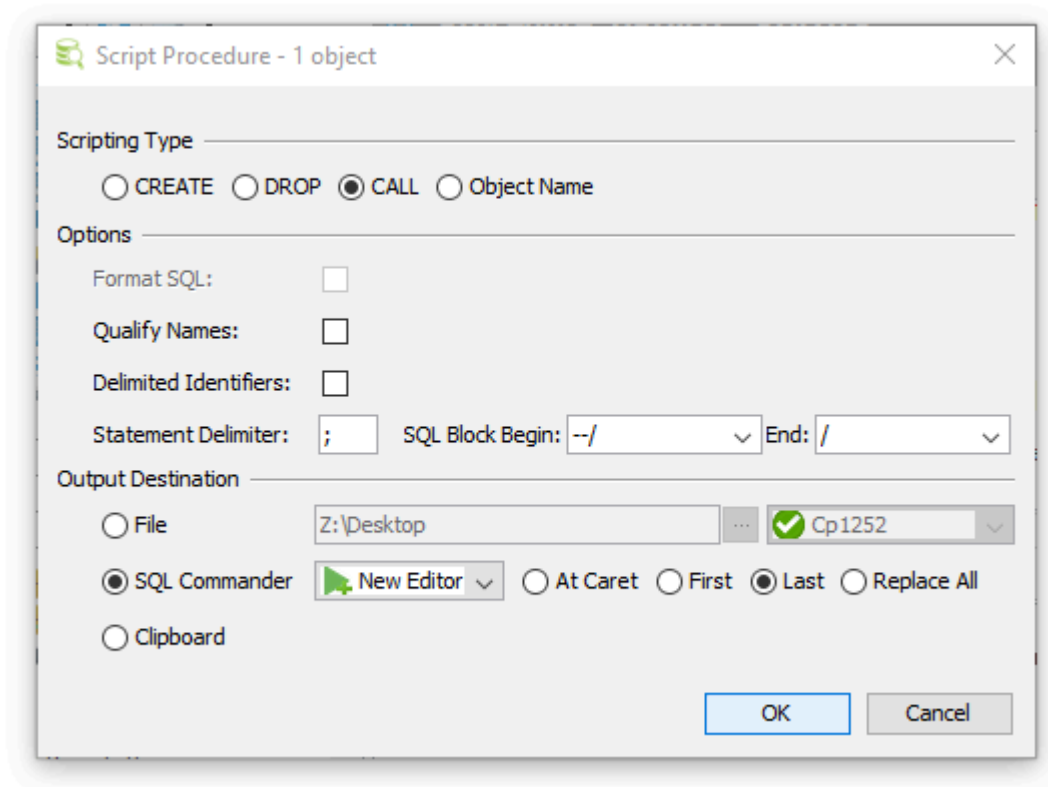 Script Procedure - 1 object
Scripting Type
CREATE DROP CALL Object Name
Options
Format SQL:
Qualify Names:
Delimited Identifiers:
Statement Delimiter: ; SQL Block Begin: --/ End: /
Output Destination
File Z:\Desktop ... Cp1252
SQL Commander New Editor At Caret First Last Replace All
Clipboard
OK Cancel